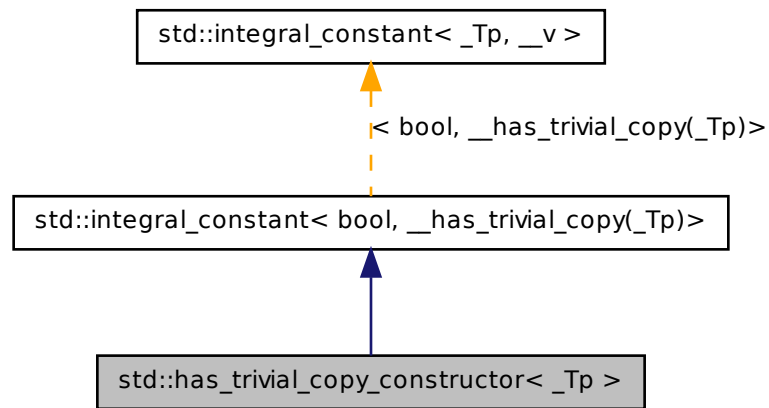 std::integral_constant< _Tp, __v >
< bool, __has_trivial_copy(_Tp)>
std::integral_constant< bool, __has_trivial_copy(_Tp)>
std::has_trivial_copy_constructor< _Tp >